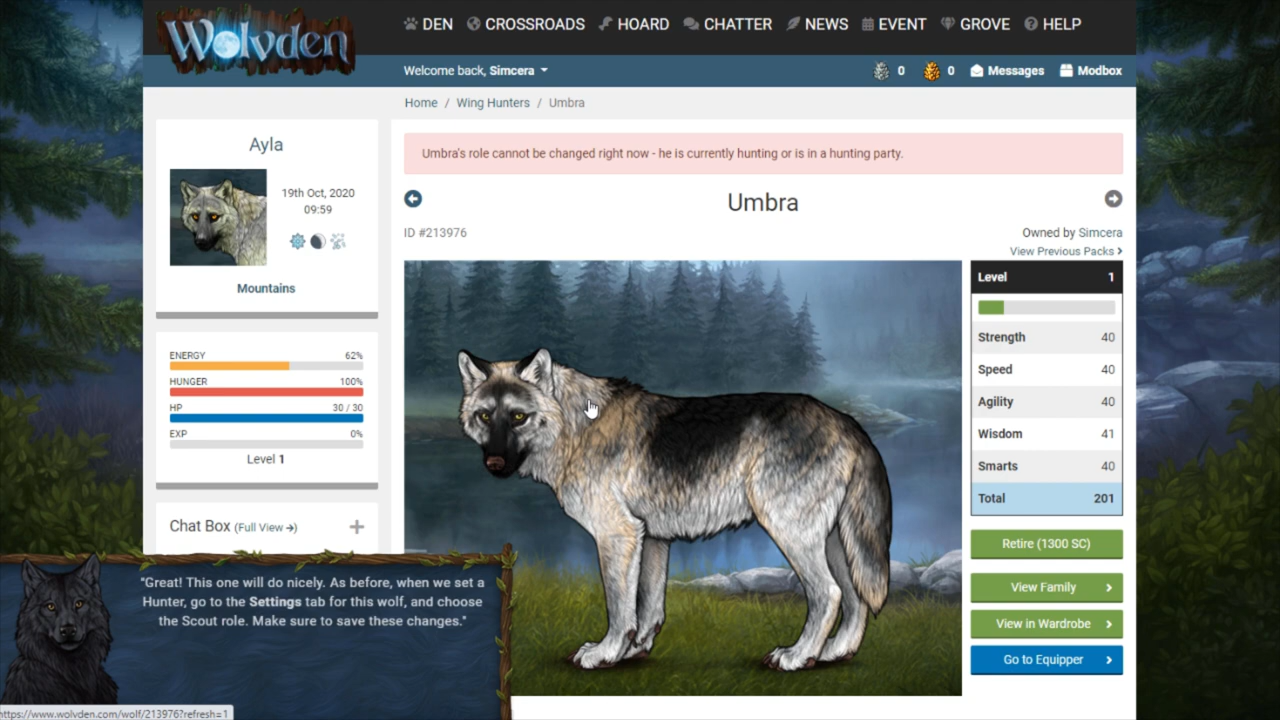 Wolvden
DEN CROSSROADS HOARD CHATTER NEWS EVENT GROVE HELP
Welcome back, Simcera 0 0 Messages Modbox
Home / Wing Hunters / Umbra
Ayla
19th Oct, 2020
09:59
Mountains
Umbra's role cannot be changed right now - he is currently hunting or is in a hunting party.
Umbra
ID #213976
Owned by Simcera
View Previous Packs
Level 1
Strength 40
Speed 40
Agility 40
Wisdom 41
Smarts 40
Total 201
Retire (1300 SC)
View Family
View in Wardrobe
Go to Equipper
ENERGY 62%
HUNGER 100%
HP 30 / 30
EXP 0%
Level 1
Chat Box (Full View →)
"Great! This one will do nicely. As before, when we set a
Hunter, go to the Settings tab for this wolf, and choose
the Scout role. Make sure to save these changes."
https://www.wolvden.com/wolf/213976?refresh=1